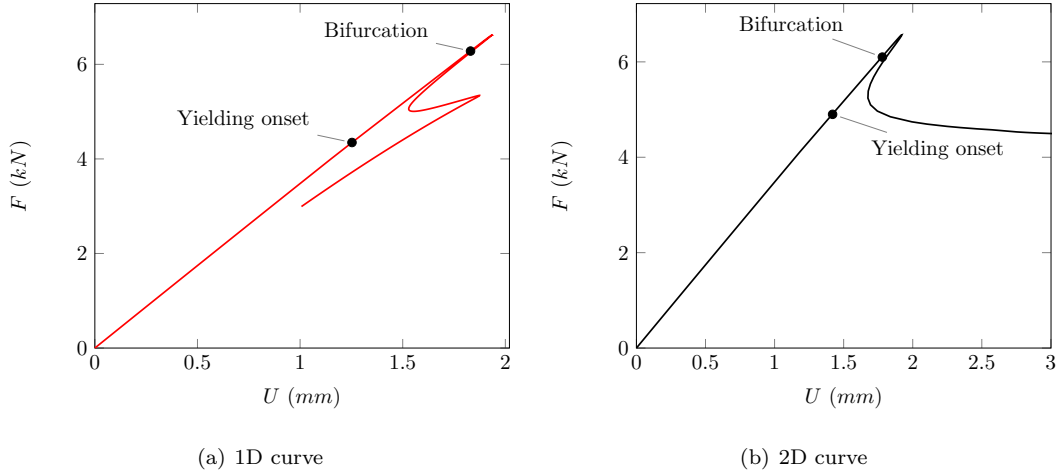 Bifurcation
Yielding onset
F (kN)
6
4
2
0
0 0.5 1 1.5 2
U (mm)
(a) 1D curve
Bifurcation
Yielding onset
F (kN)
6
4
2
0
0 0.5 1 1.5 2 2.5 3
U (mm)
(b) 2D curve